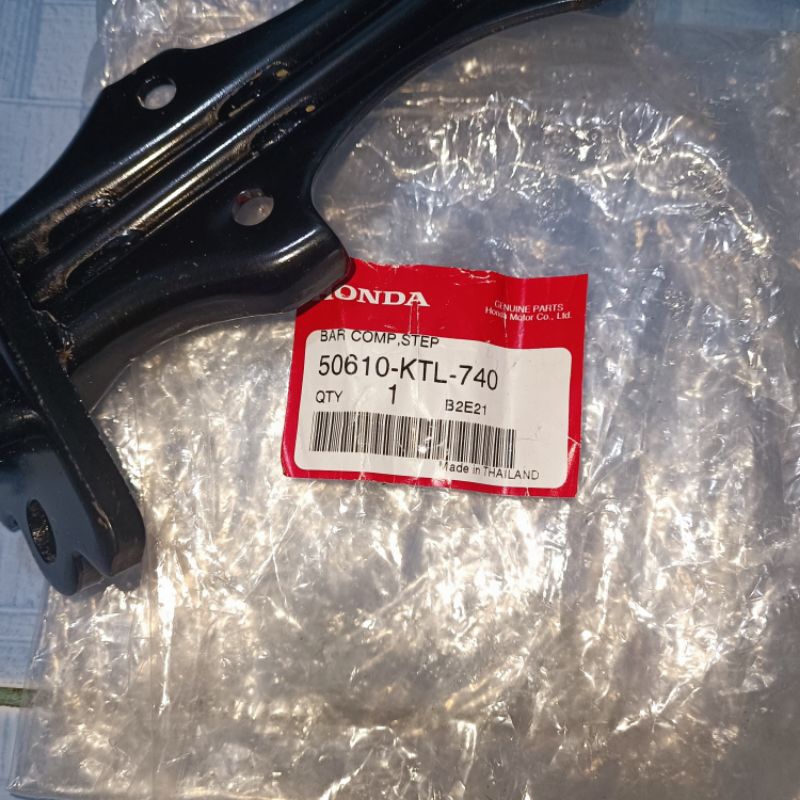 HONDA
GENUINE PARTS
Honda Motor Co., Ltd.
BAR COMP,STEP
50610-KTL-740
QTY 1 B2E21
Made in THAILAND